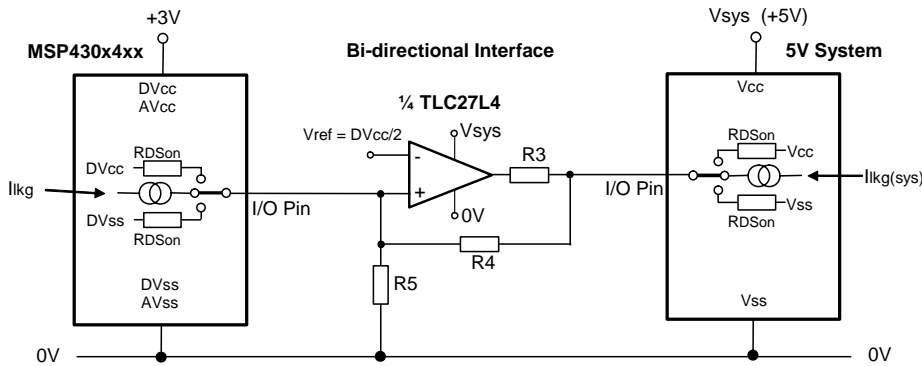 +3V
Vsys (+5V)
MSP430x4xx
Bi-directional Interface
5V System
DVcc
AVcc
¼ TLC27L4
Vcc
Vref = DVcc/2
Vsys
RDSon
DVcc
Ilkg
DVss
RDSon
I/O Pin
-
+
0V
R3
R4
R5
I/O Pin
RDSon
Vcc
Ilkg(sys)
Vss
RDSon
DVss
AVss
Vss
0V
0V